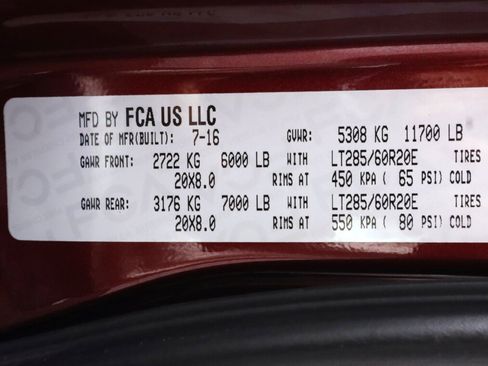 MFD BY FCA US LLC
DATE OF MFR(BUILT): 7-16 GVWR: 5308 KG 11700 LB
GAWR FRONT: 2722 KG 6000 LB WITH LT285/60R20E TIRES
20X8.0 RIMS AT 450 KPA ( 65 PSI) COLD
GAWR REAR: 3176 KG 7000 LB WITH LT285/60R20E TIRES
20X8.0 RIMS AT 550 KPA ( 80 PSI) COLD